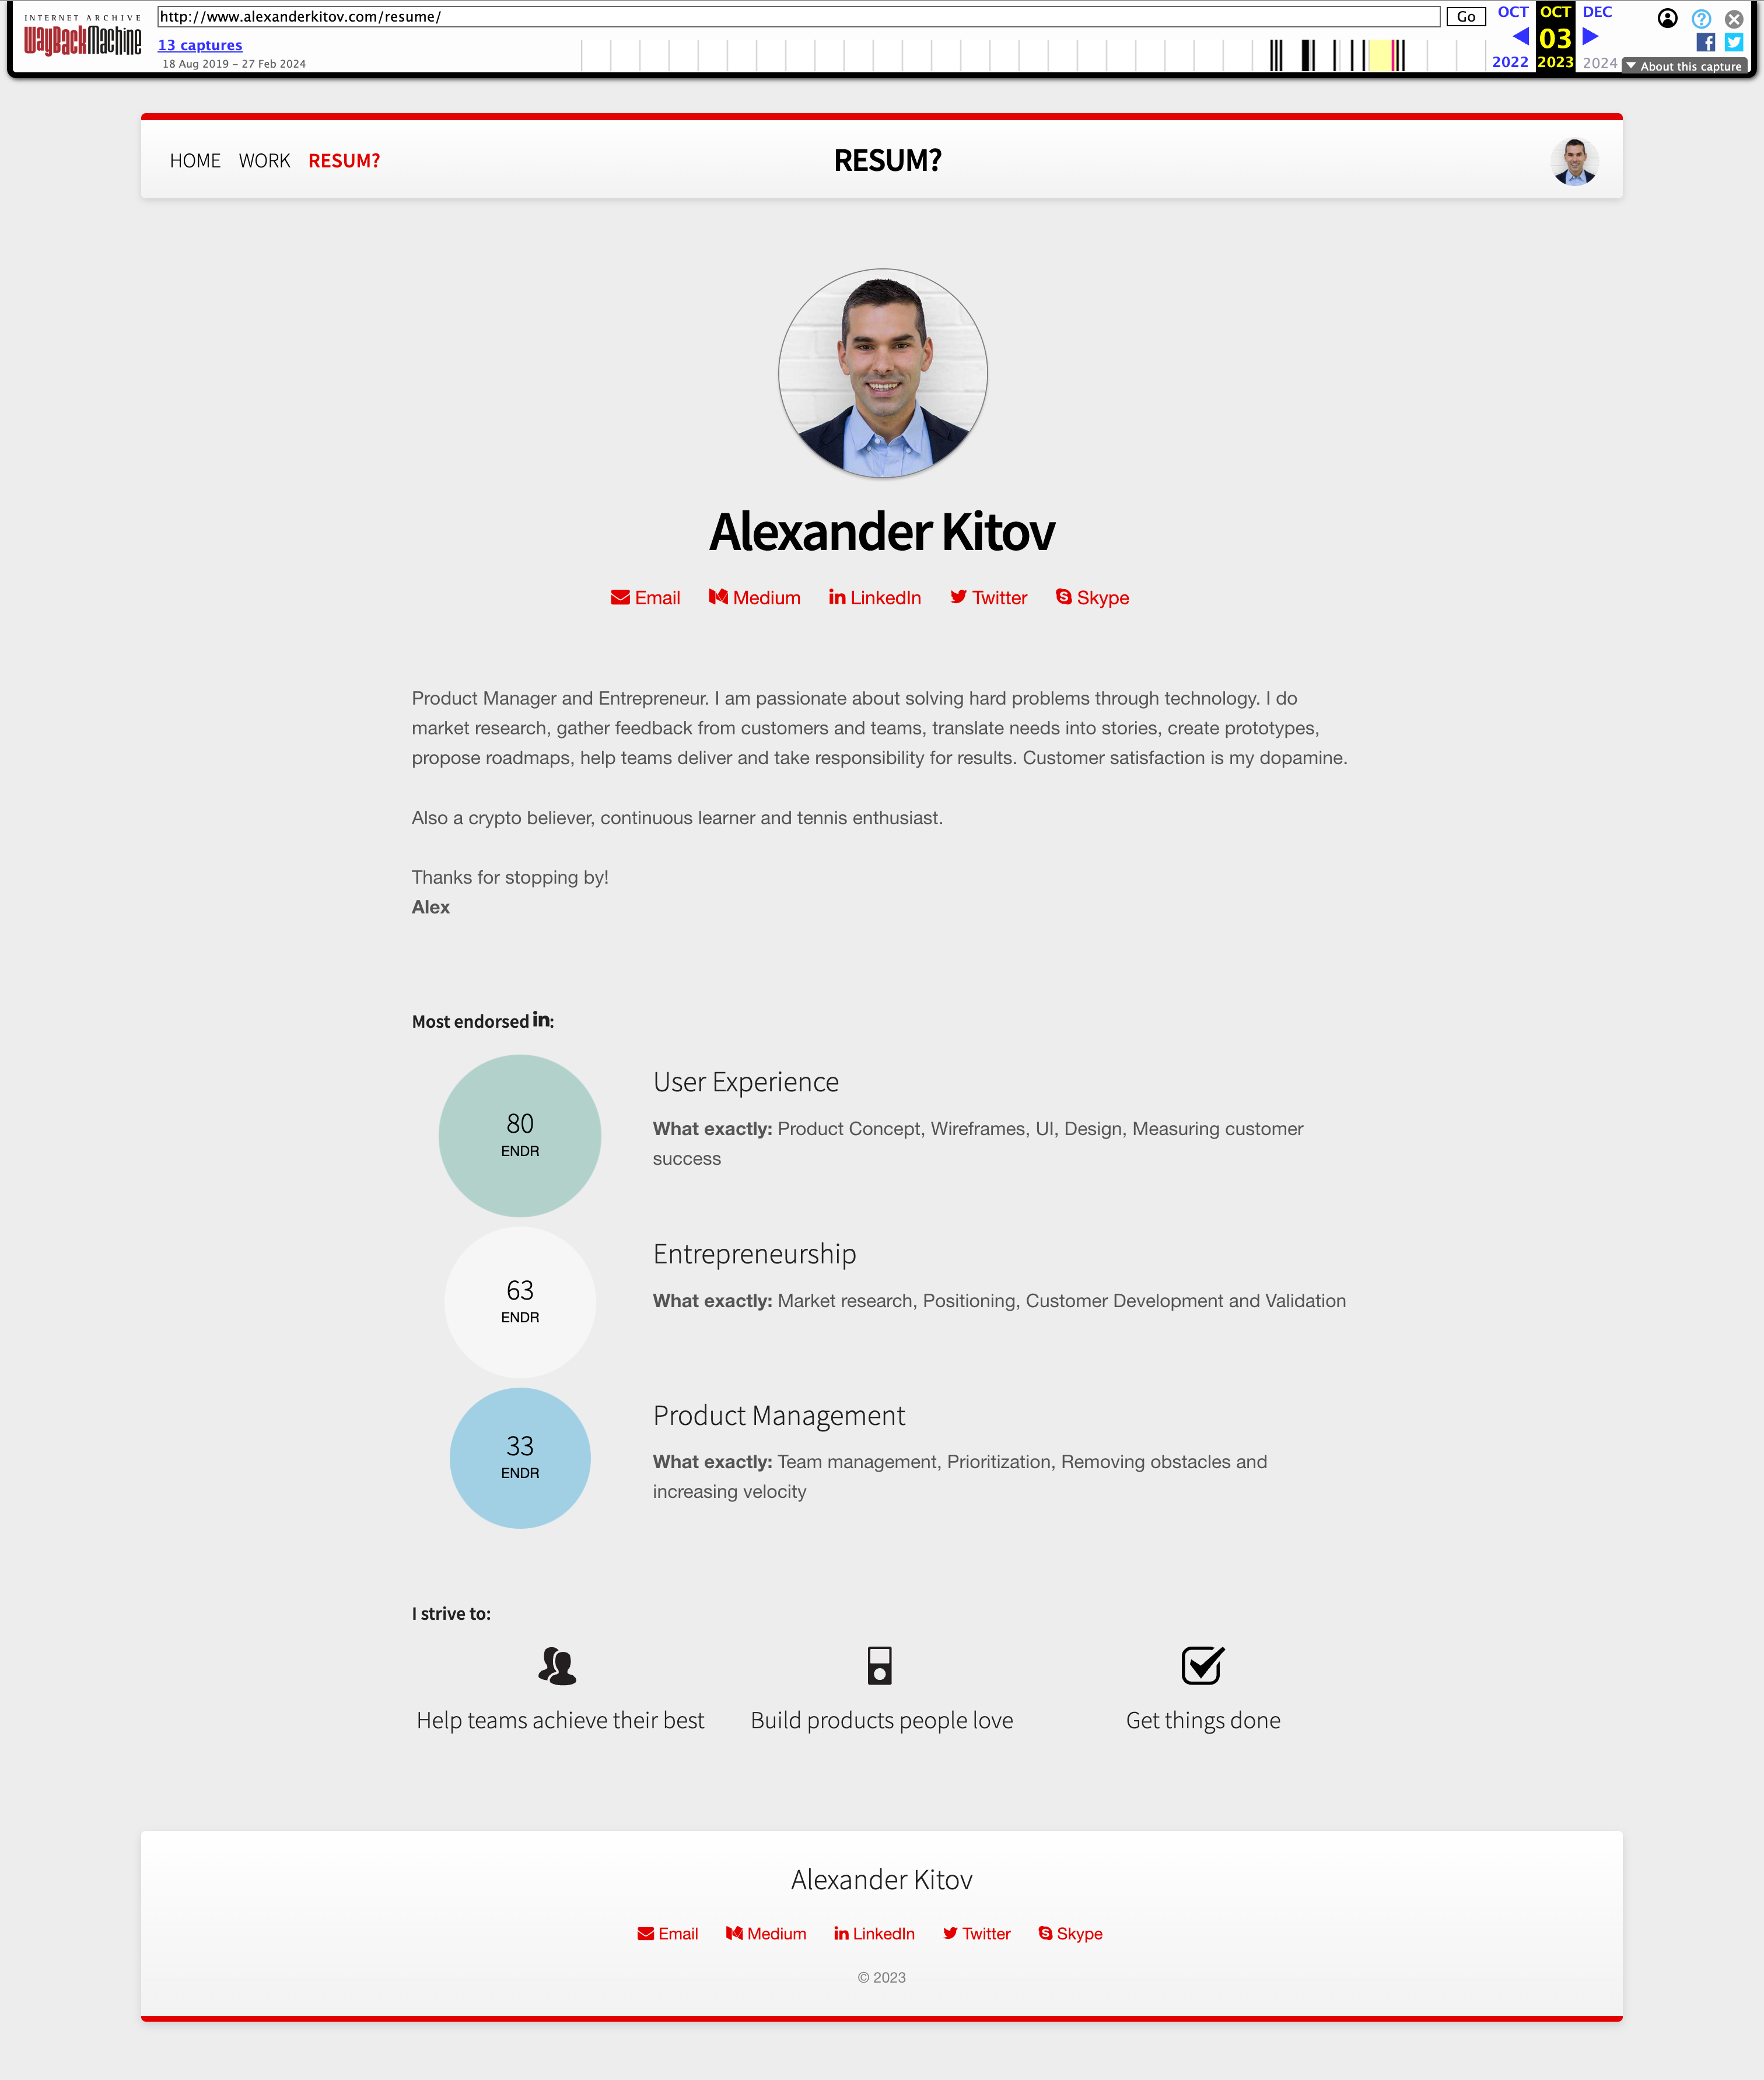 INTERNET ARCHIVE
WayBackMachine
http://www.alexanderkitov.com/resume/
Go
OCT OCT DEC
13 captures
03
18 Aug 2019 – 27 Feb 2024
2022 2023 2024
About this capture
HOME WORK RESUM?
RESUM?
Alexander Kitov
Email Medium LinkedIn Twitter Skype
Product Manager and Entrepreneur. I am passionate about solving hard problems through technology. I do
market research, gather feedback from customers and teams, translate needs into stories, create prototypes,
propose roadmaps, help teams deliver and take responsibility for results. Customer satisfaction is my dopamine.
Also a crypto believer, continuous learner and tennis enthusiast.
Thanks for stopping by!
Alex
Most endorsed in:
80
ENDR
User Experience
What exactly: Product Concept, Wireframes, UI, Design, Measuring customer
success
63
ENDR
Entrepreneurship
What exactly: Market research, Positioning, Customer Development and Validation
33
ENDR
Product Management
What exactly: Team management, Prioritization, Removing obstacles and
increasing velocity
I strive to:
Help teams achieve their best
Build products people love
Get things done
Alexander Kitov
Email Medium LinkedIn Twitter Skype
© 2023